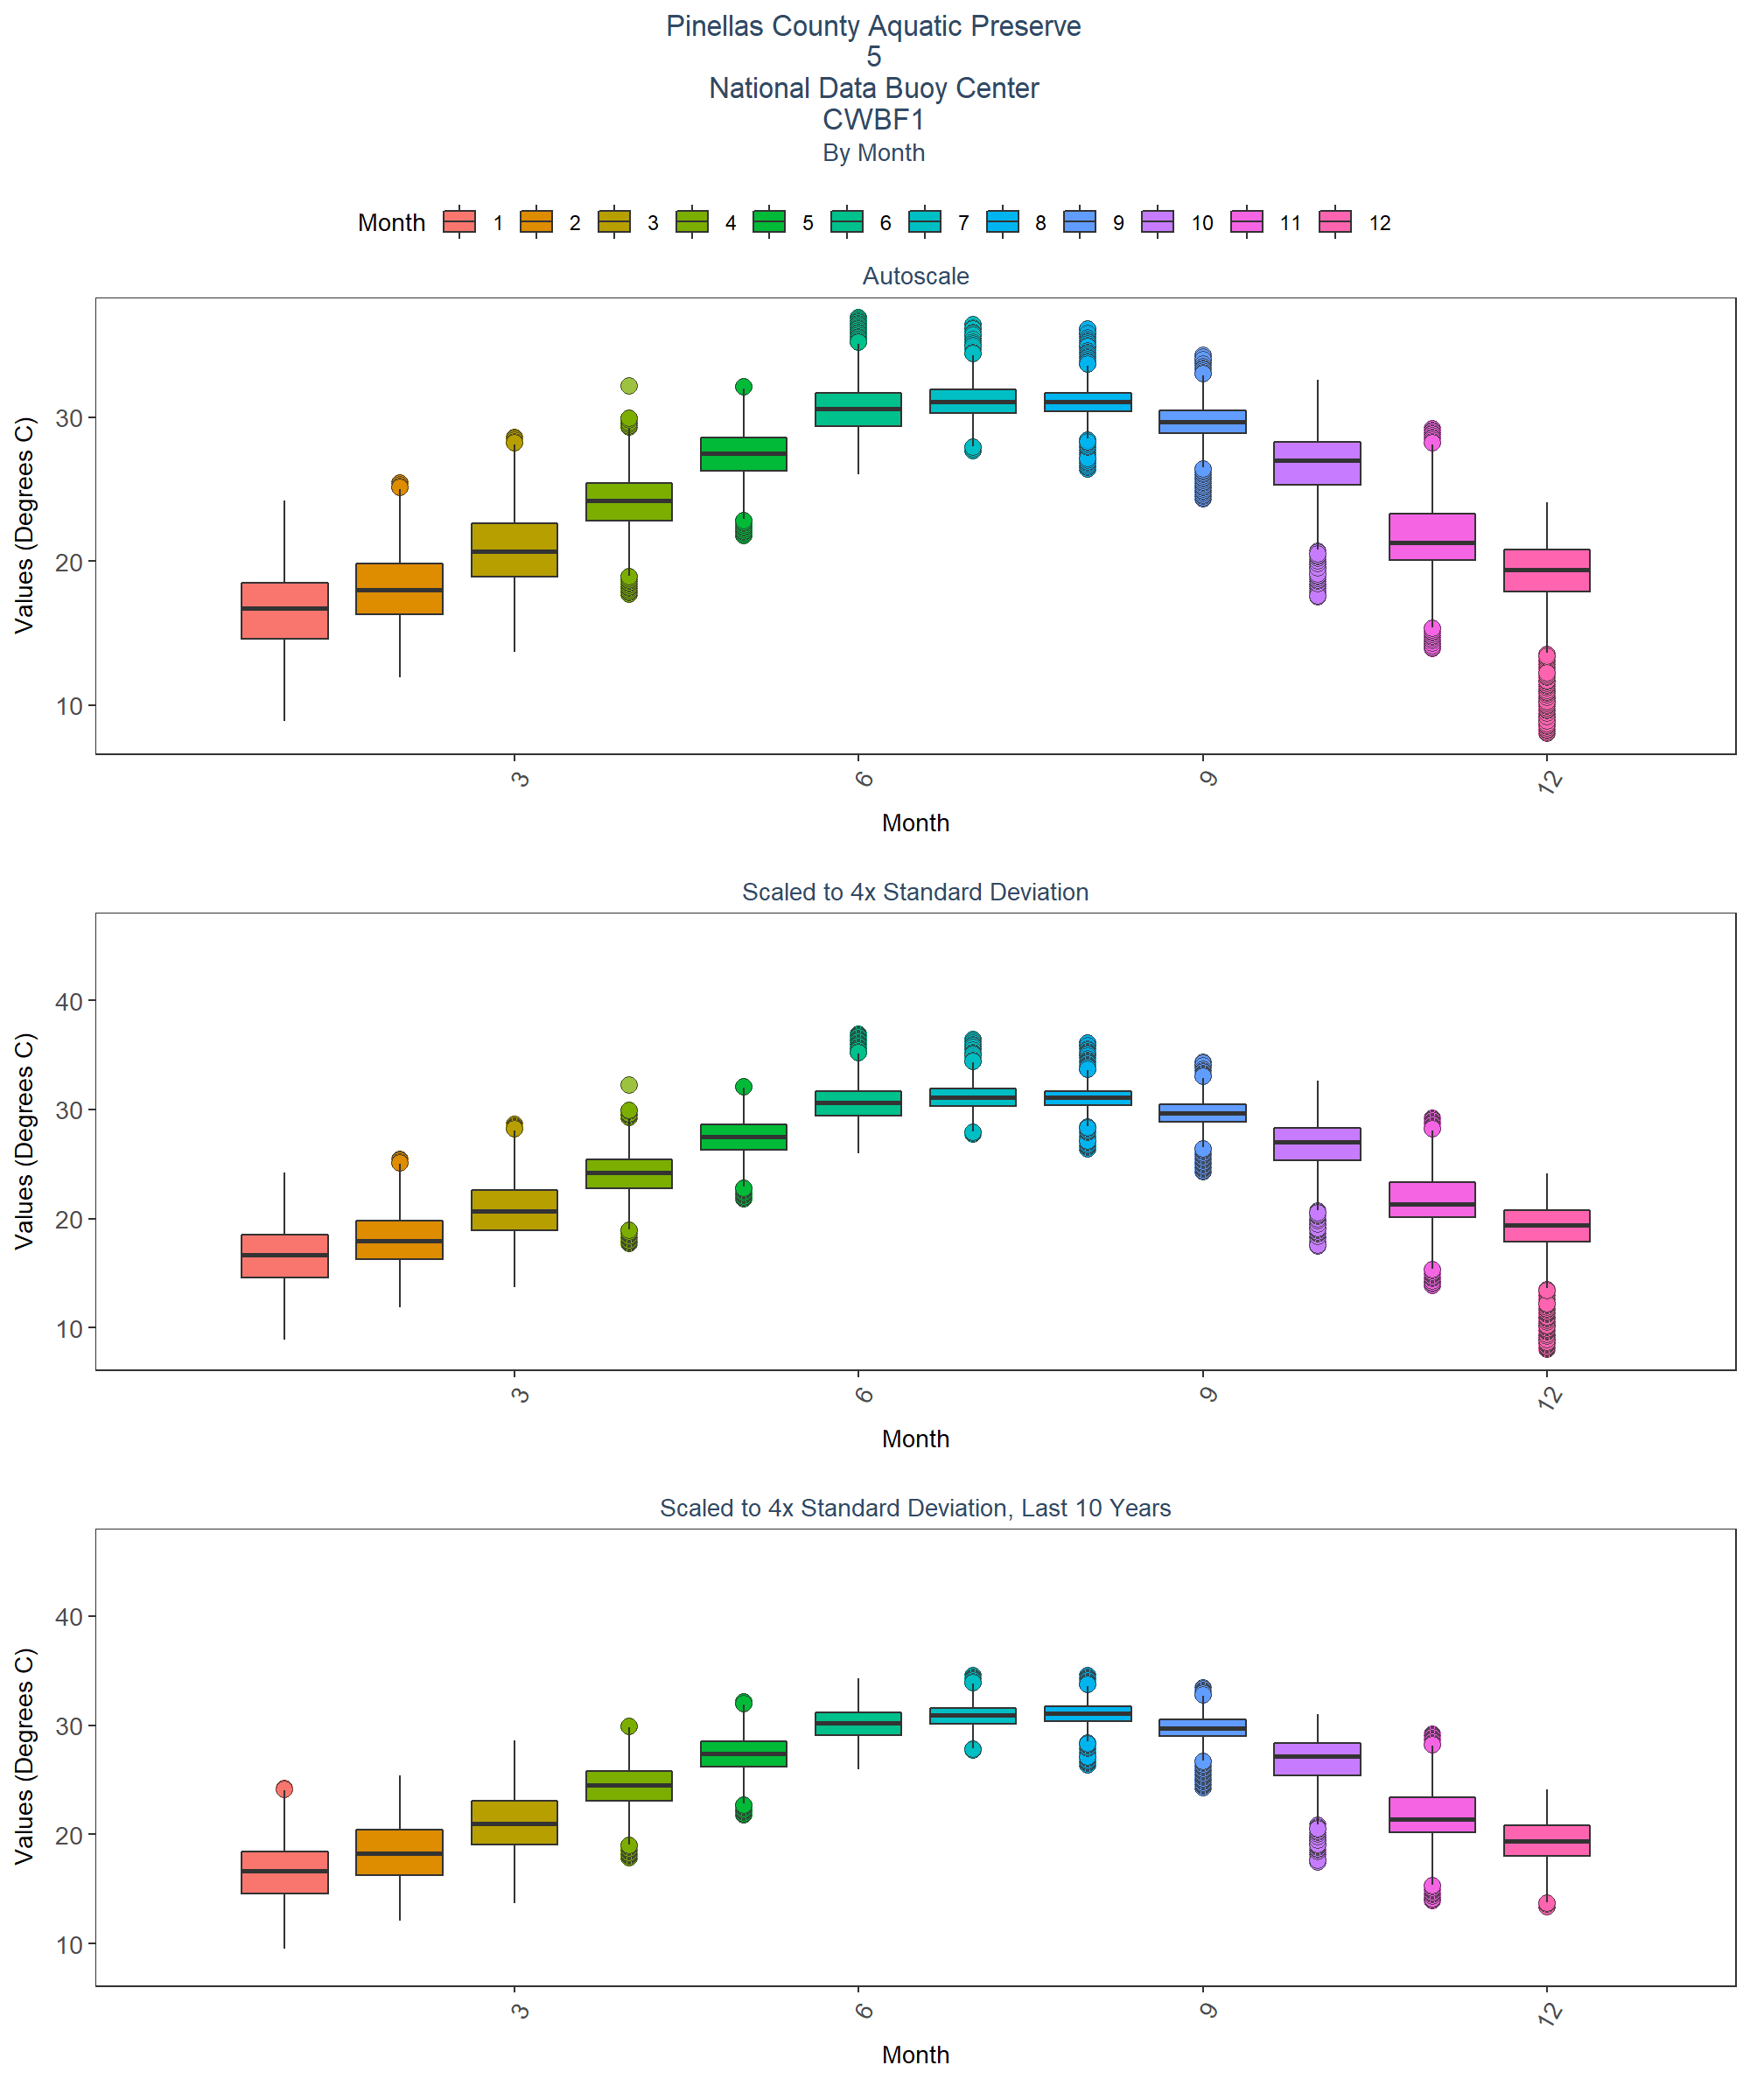 Pinellas County Aquatic Preserve
5
National Data Buoy Center
CWBF1
By Month
Month 1 2 3 4 5 6 7 8 9 10 11 12
Autoscale
Values (Degrees C)
30
20
10
3 6 9 12
Month
Scaled to 4x Standard Deviation
Values (Degrees C)
40
30
20
10
3 6 9 12
Month
Scaled to 4x Standard Deviation, Last 10 Years
Values (Degrees C)
40
30
20
10
3 6 9 12
Month